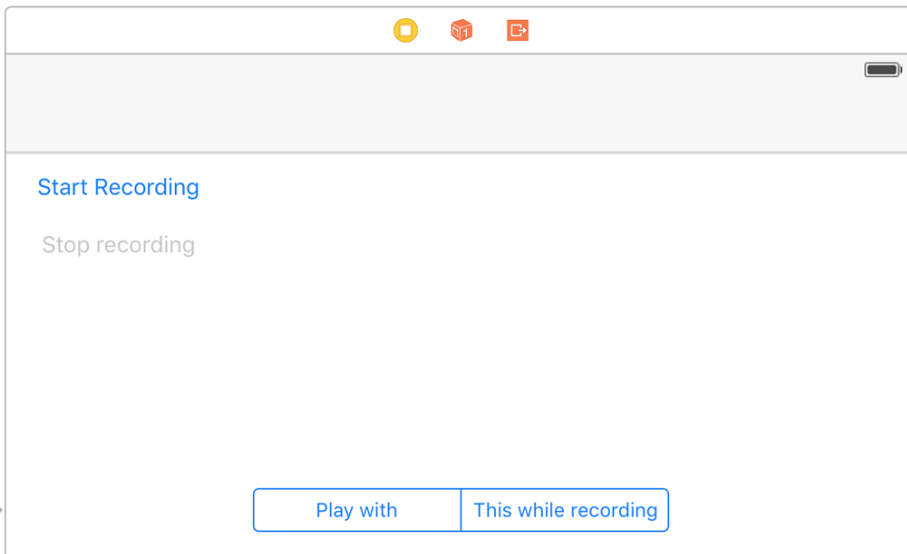 Start Recording
Stop recording
Play with
This while recording